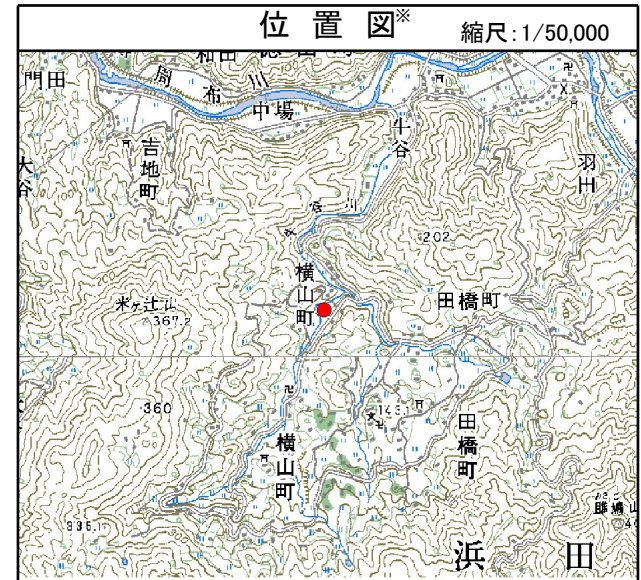 位置図※
縮尺:1/50,000
門田
周布川
中場
牛谷
吉地町
大谷
羽田
202
横山町
田橋町
米ヶ辻山
367.2
360
143.1
横山町
田橋町
335.1
浜田